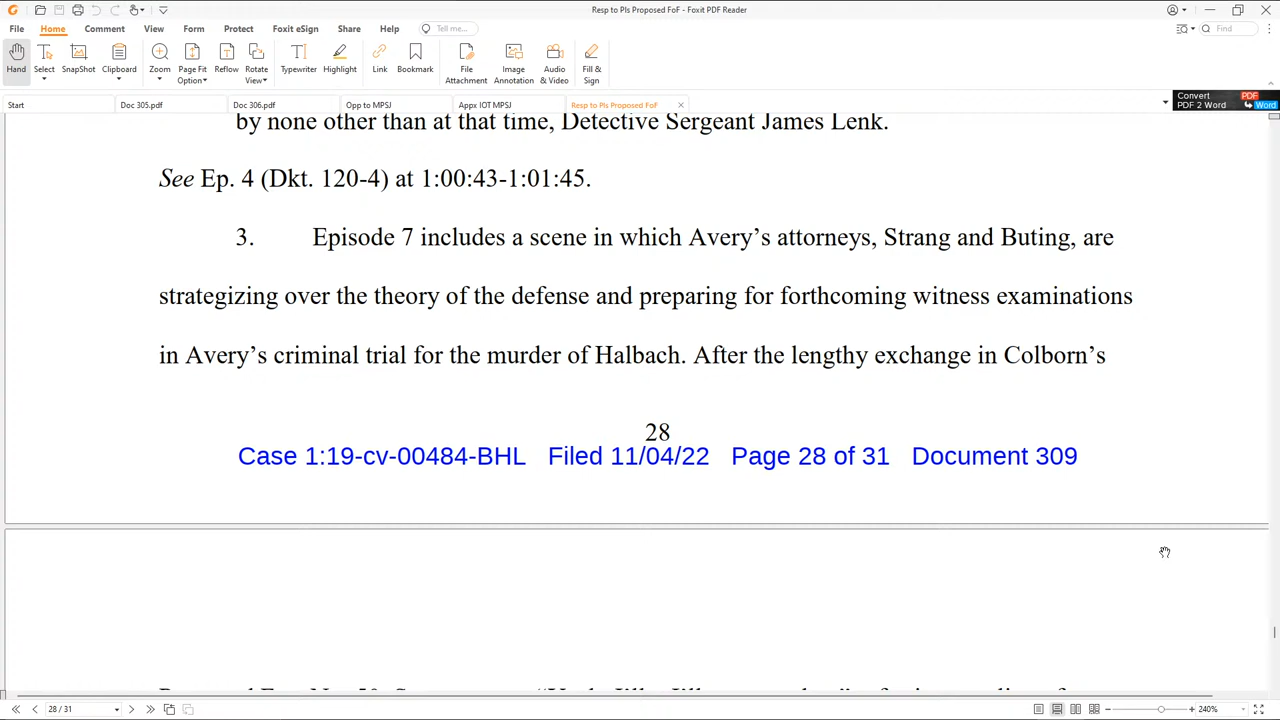 Resp to Pls Proposed FoF - Foxit PDF Reader
File Home Comment View Form Protect Foxit eSign Share Help Tell me... Find
Hand Select SnapShot Clipboard Zoom Page Fit Option Reflow Rotate View Typewriter Highlight Link Bookmark File Attachment Image Annotation Audio & Video Fill & Sign
Start Doc 305.pdf Doc 306.pdf Opp to MPSJ Appx IOT MPSJ Resp to Pls Proposed FoF
Convert PDF
PDF 2 Word Word
by none other than at that time, Detective Sergeant James Lenk.
See Ep. 4 (Dkt. 120-4) at 1:00:43-1:01:45.
3. Episode 7 includes a scene in which Avery’s attorneys, Strang and Buting, are
strategizing over the theory of the defense and preparing for forthcoming witness examinations
in Avery’s criminal trial for the murder of Halbach. After the lengthy exchange in Colborn’s
28
Case 1:19-cv-00484-BHL Filed 11/04/22 Page 28 of 31 Document 309
28 / 31 240%